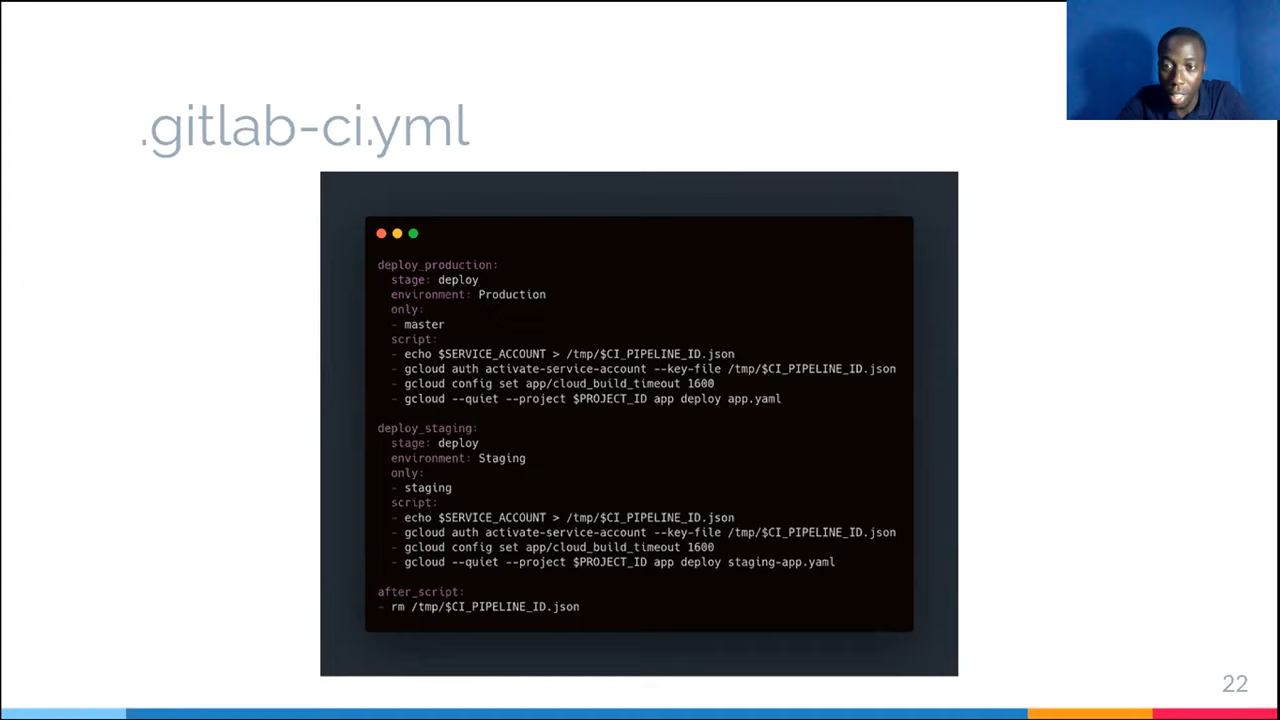 .gitlab-ci.yml
deploy_production:
stage: deploy
environment: Production
only:
- master
script:
- echo $SERVICE_ACCOUNT > /tmp/$CI_PIPELINE_ID.json
- gcloud auth activate-service-account --key-file /tmp/$CI_PIPELINE_ID.json
- gcloud config set app/cloud_build_timeout 1600
- gcloud --quiet --project $PROJECT_ID app deploy app.yaml
deploy_staging:
stage: deploy
environment: Staging
only:
- staging
script:
- echo $SERVICE_ACCOUNT > /tmp/$CI_PIPELINE_ID.json
- gcloud auth activate-service-account --key-file /tmp/$CI_PIPELINE_ID.json
- gcloud config set app/cloud_build_timeout 1600
- gcloud --quiet --project $PROJECT_ID app deploy staging-app.yaml
after_script:
- rm /tmp/$CI_PIPELINE_ID.json
22